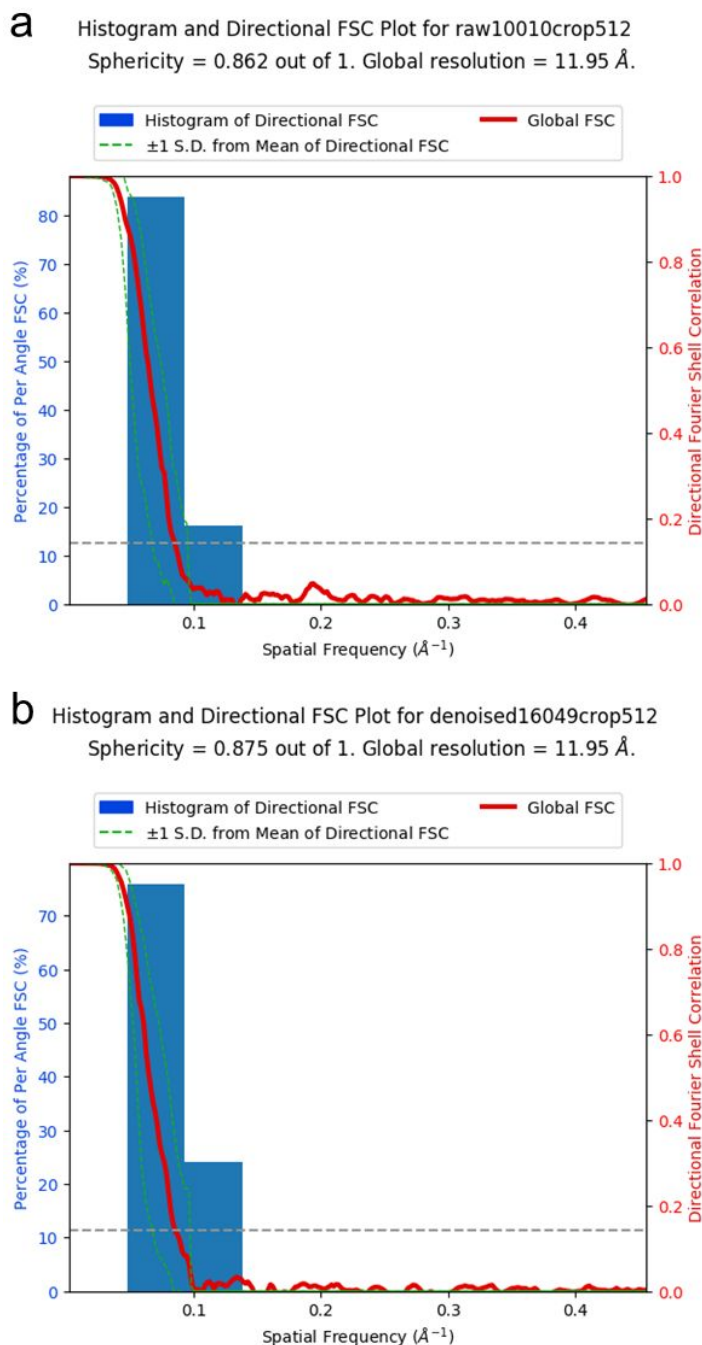 a
Histogram and Directional FSC Plot for raw10010crop512
Sphericity = 0.862 out of 1. Global resolution = 11.95 Å.
Histogram of Directional FSC
Global FSC
±1 S.D. from Mean of Directional FSC
Percentage of Per Angle FSC (%)
80
70
60
50
40
30
20
10
0
1.0
0.8
0.6
0.4
0.2
0.0
Directional Fourier Shell Correlation
0.1 0.2 0.3 0.4
Spatial Frequency (Å⁻¹)
b
Histogram and Directional FSC Plot for denoised16049crop512
Sphericity = 0.875 out of 1. Global resolution = 11.95 Å.
Histogram of Directional FSC
Global FSC
±1 S.D. from Mean of Directional FSC
Percentage of Per Angle FSC (%)
70
60
50
40
30
20
10
0
1.0
0.8
0.6
0.4
0.2
0.0
Directional Fourier Shell Correlation
0.1 0.2 0.3 0.4
Spatial Frequency (Å⁻¹)